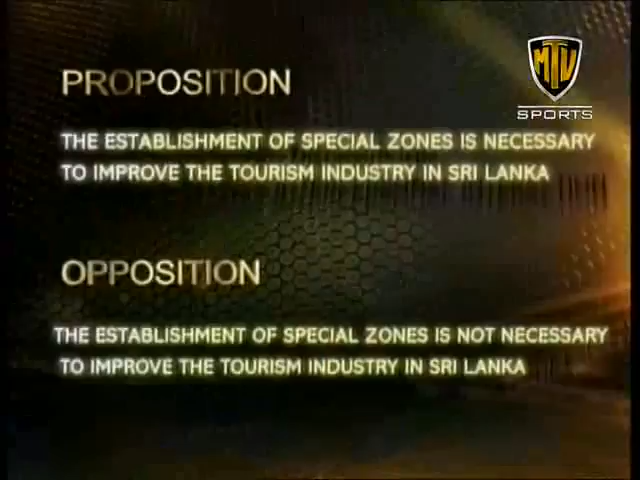 PROPOSITION
MTV
SPORTS
THE ESTABLISHMENT OF SPECIAL ZONES IS NECESSARY
TO IMPROVE THE TOURISM INDUSTRY IN SRI LANKA
OPPOSITION
THE ESTABLISHMENT OF SPECIAL ZONES IS NOT NECESSARY
TO IMPROVE THE TOURISM INDUSTRY IN SRI LANKA